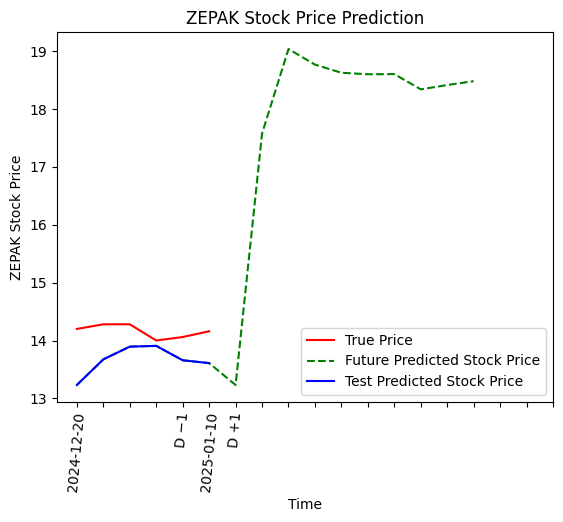 ZEPAK Stock Price Prediction
19
18
17
16
15
14
13
ZEPAK Stock Price
True Price
Future Predicted Stock Price
Test Predicted Stock Price
2024-12-20
D −1
2025-01-10
D +1
Time